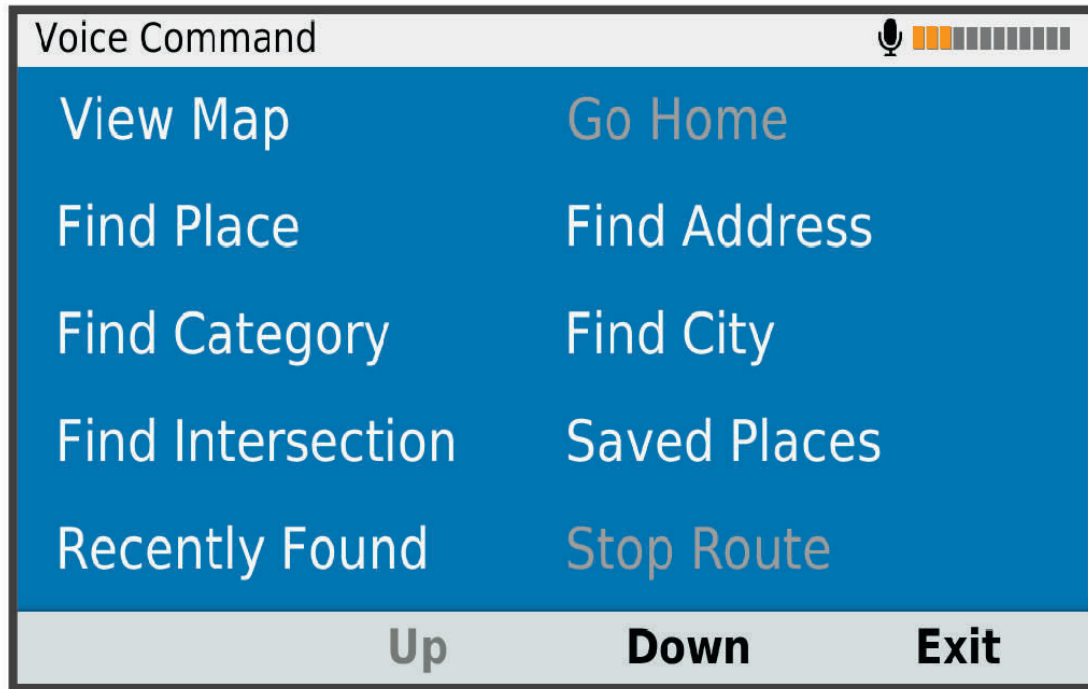 Voice Command
View Map Go Home
Find Place Find Address
Find Category Find City
Find Intersection Saved Places
Recently Found Stop Route
Up Down Exit